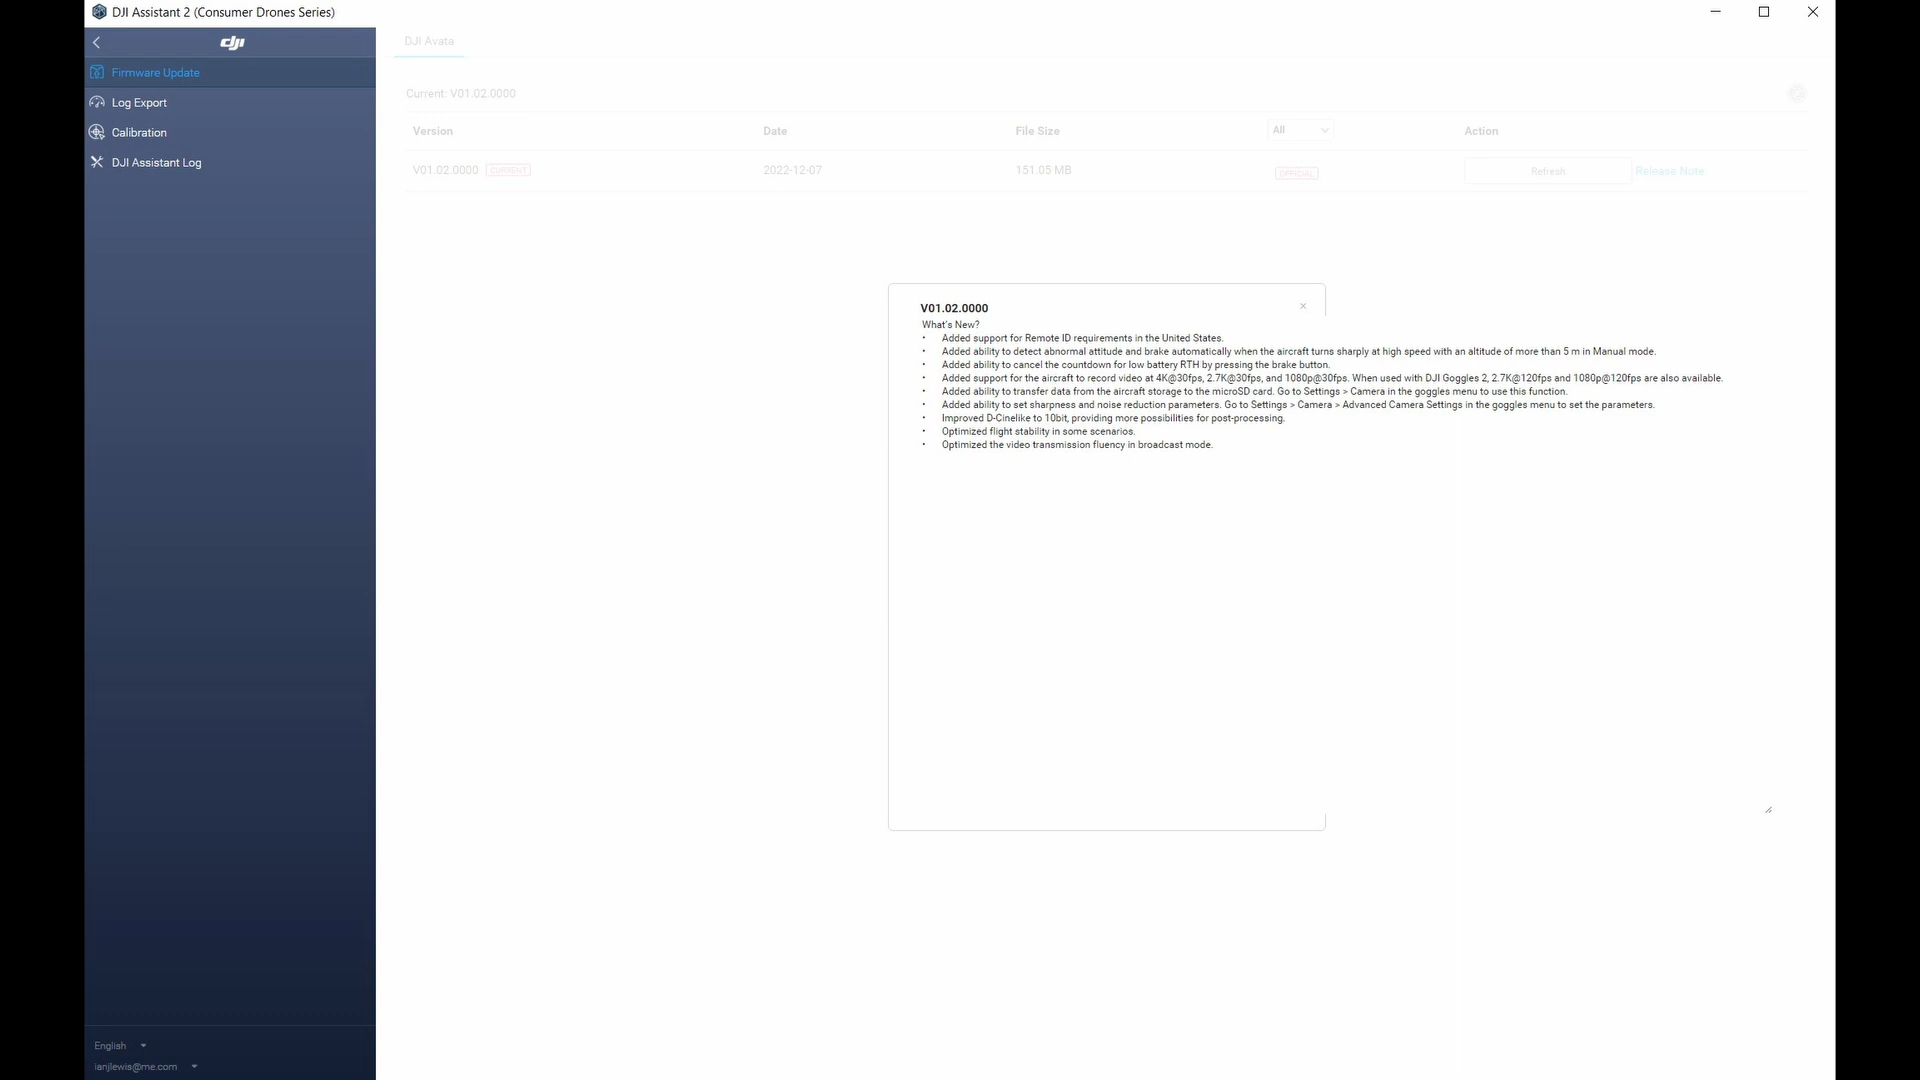 DJI Assistant 2 (Consumer Drones Series)
dji
DJI Avata
Firmware Update
Log Export
Calibration
DJI Assistant Log
Current: V01.02.0000
Version Date File Size All Action
V01.02.0000 CURRENT 2022-12-07 151.05 MB OFFICIAL Refresh Release Note
V01.02.0000 ×
What's New?
• Added support for Remote ID requirements in the United States.
• Added ability to detect abnormal attitude and brake automatically when the aircraft turns sharply at high speed with an altitude of more than 5 m in Manual mode.
• Added ability to cancel the countdown for low battery RTH by pressing the brake button.
• Added support for the aircraft to record video at 4K@30fps, 2.7K@30fps, and 1080p@30fps. When used with DJI Goggles 2, 2.7K@120fps and 1080p@120fps are also available.
• Added ability to transfer data from the aircraft storage to the microSD card. Go to Settings > Camera in the goggles menu to use this function.
• Added ability to set sharpness and noise reduction parameters. Go to Settings > Camera > Advanced Camera Settings in the goggles menu to set the parameters.
• Improved D-Cinelike to 10bit, providing more possibilities for post-processing.
• Optimized flight stability in some scenarios.
• Optimized the video transmission fluency in broadcast mode.
English
ianjlewis@me.com